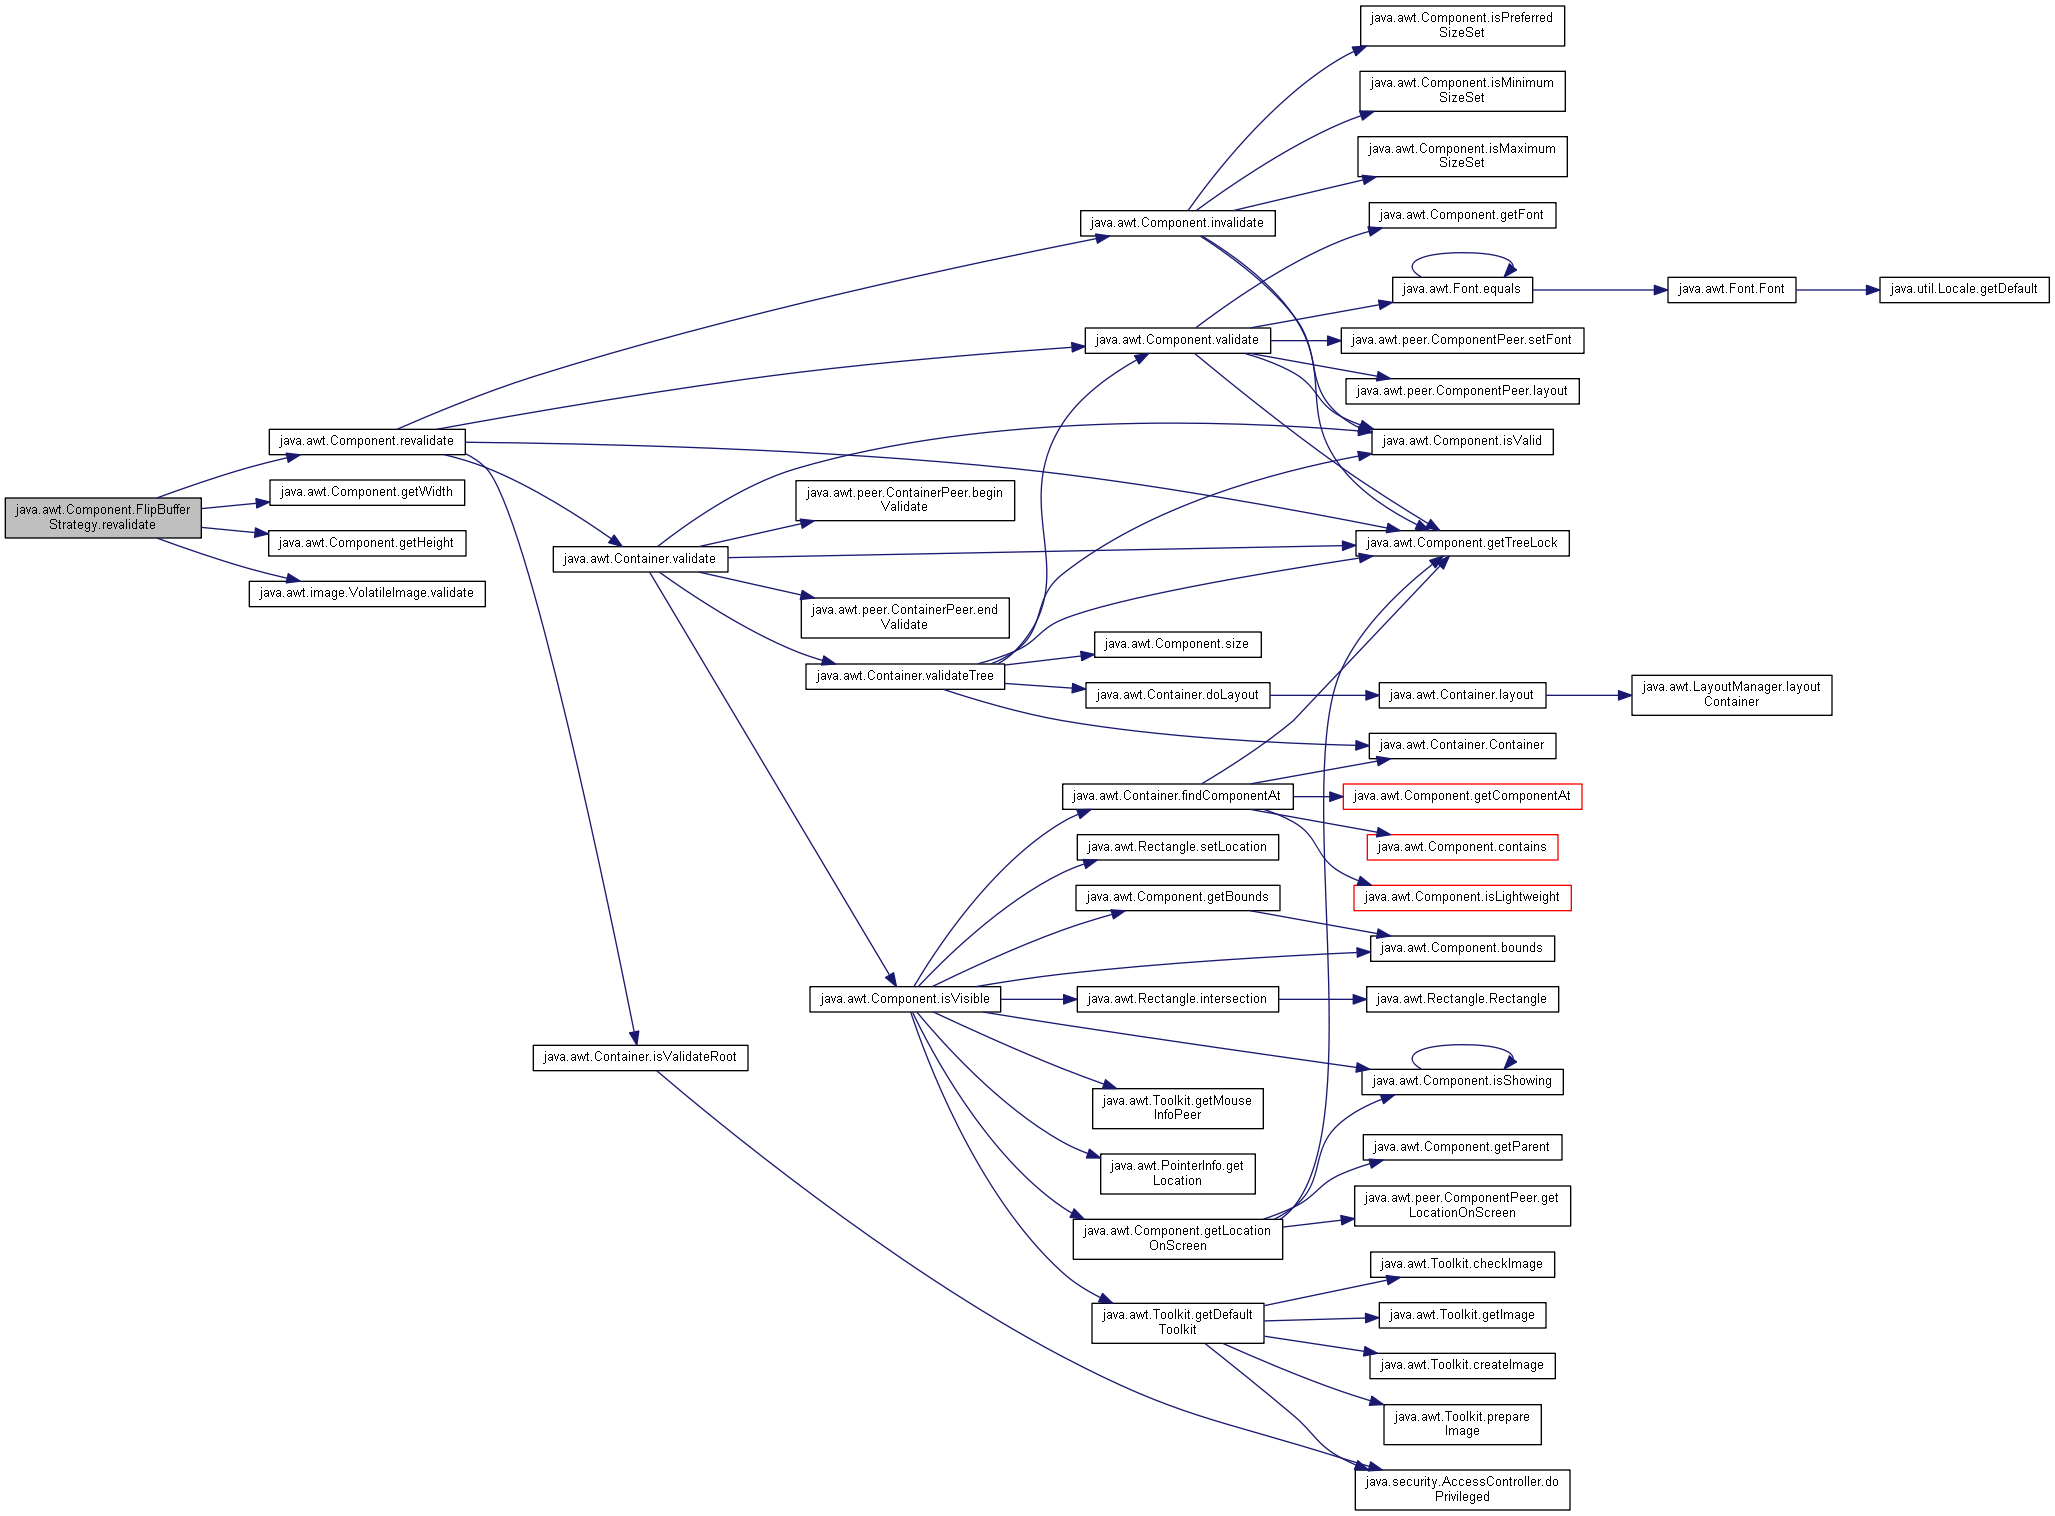 java.awt.Component.FlipBuffer
Strategy.revalidate
java.awt.Component.revalidate
java.awt.Component.getWidth
java.awt.Component.getHeight
java.awt.image.VolatileImage.validate
java.awt.Container.validate
java.awt.Container.isValidateRoot
java.awt.peer.ContainerPeer.begin
Validate
java.awt.peer.ContainerPeer.end
Validate
java.awt.Container.validateTree
java.awt.Component.isVisible
java.awt.Component.invalidate
java.awt.Component.validate
java.awt.Component.size
java.awt.Container.doLayout
java.awt.Container.findComponentAt
java.awt.Rectangle.setLocation
java.awt.Component.getBounds
java.awt.Rectangle.intersection
java.awt.Toolkit.getMouse
InfoPeer
java.awt.PointerInfo.get
Location
java.awt.Component.getLocation
OnScreen
java.awt.Toolkit.getDefault
Toolkit
java.awt.Component.isPreferred
SizeSet
java.awt.Component.isMinimum
SizeSet
java.awt.Component.isMaximum
SizeSet
java.awt.Component.getFont
java.awt.Font.equals
java.awt.peer.ComponentPeer.setFont
java.awt.peer.ComponentPeer.layout
java.awt.Component.isValid
java.awt.Component.getTreeLock
java.awt.Container.layout
java.awt.Container.Container
java.awt.Component.getComponentAt
java.awt.Component.contains
java.awt.Component.isLightweight
java.awt.Component.bounds
java.awt.Rectangle.Rectangle
java.awt.Component.isShowing
java.awt.Component.getParent
java.awt.peer.ComponentPeer.get
LocationOnScreen
java.awt.Toolkit.checkImage
java.awt.Toolkit.getImage
java.awt.Toolkit.createImage
java.awt.Toolkit.prepare
Image
java.security.AccessController.do
Privileged
java.awt.Font.Font
java.awt.LayoutManager.layout
Container
java.util.Locale.getDefault